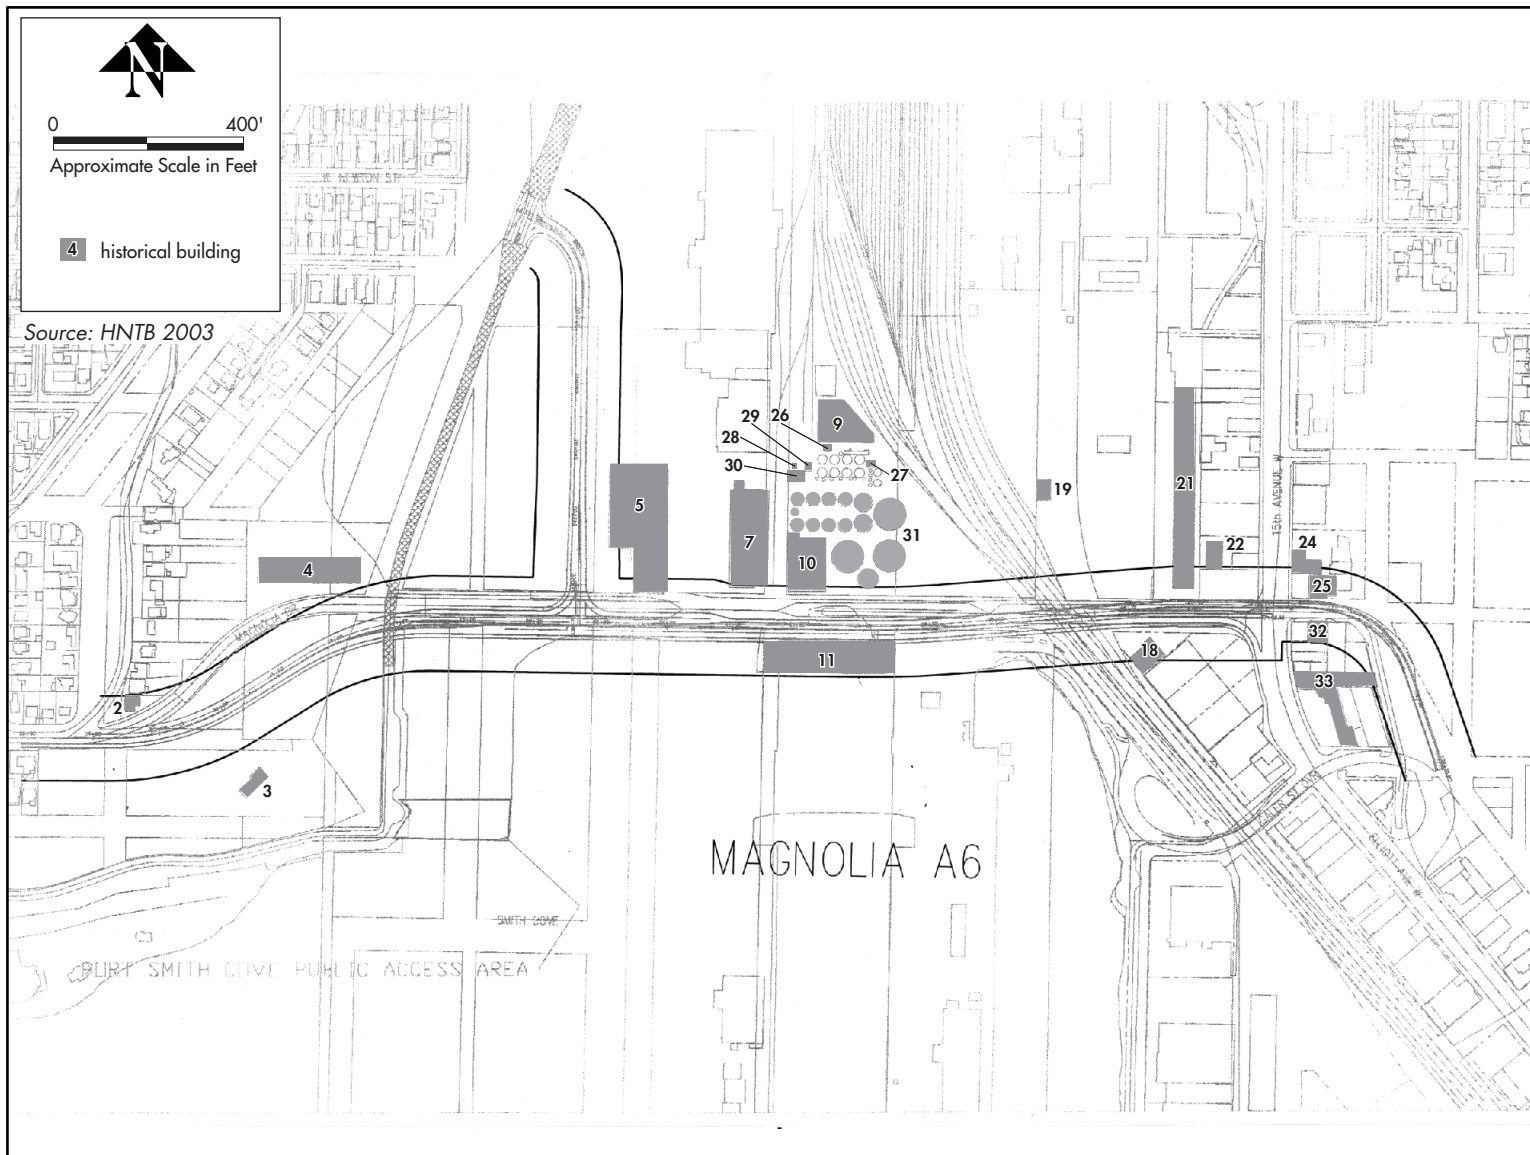 N
0 400'
Approximate Scale in Feet
4 historical building
Source: HNTB 2003
26
29
28
30
9
27
5
7
10
31
19
21
22
24
25
4
11
18
32
33
2
3
15th AVENUE W
MAGNOLIA A6
SMITH COVE
PORT SMITH COVE PUBLIC ACCESS AREA
ELLIOTT AVE W